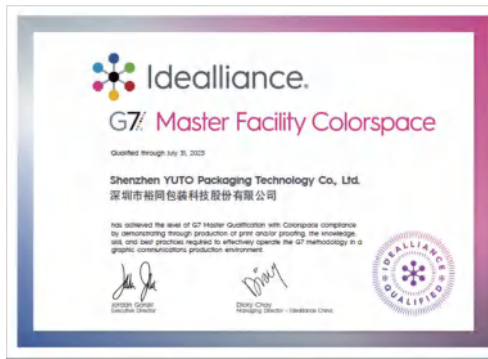 Idealliance.
G7 Master Facility Colorspace
Qualified through July 31, 2023
Shenzhen YUTO Packaging Technology Co., Ltd.
深圳市裕同包装科技股份有限公司
has achieved the level of G7 Master Qualification with Colorspace compliance
by demonstrating through production of print and/or proofing, the knowledge,
skill, and best practices required to effectively operate the G7 methodology in a
graphic communications production environment.
Executive Director
Managing Director - Idealliance China
IDEALLIANCE
QUALIFIED